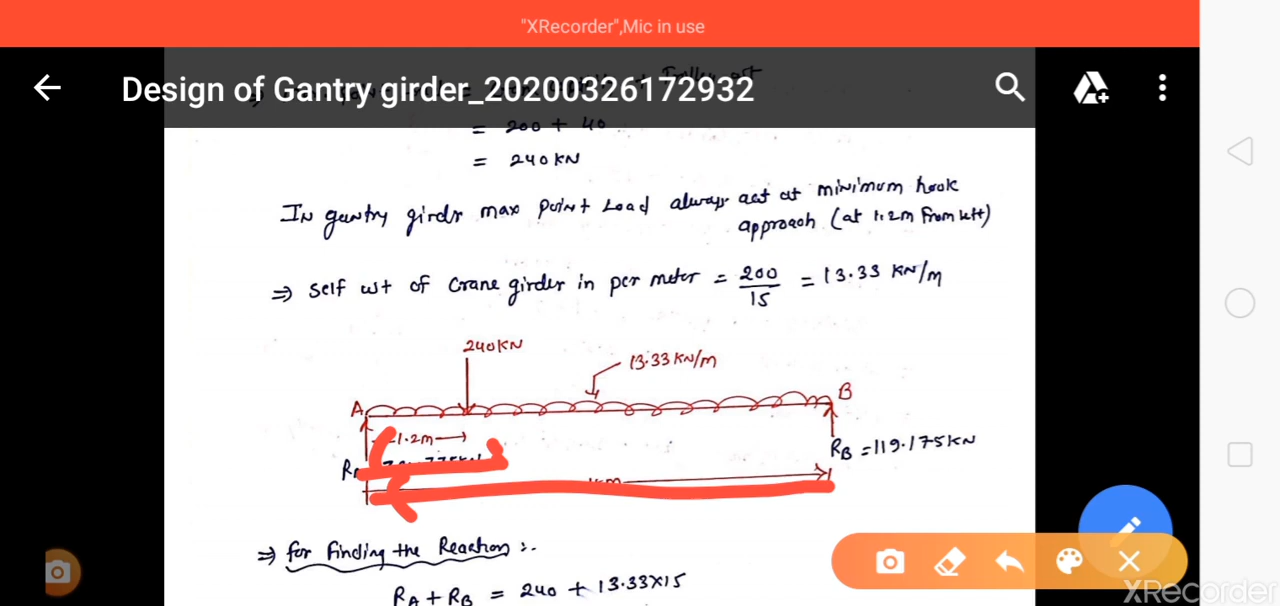 "XRecorder",Mic in use
Design of Gantry girder_20200326172932
= 200 + 40
= 240 KN
In gantry girdr max point Load always act at minimum hook
approach (at 1.2m from left)
⇒ Self wt of Crane girder in per meter = 200/15 = 13.33 KN/m
240KN
13.33 KN/m
A
B
1.2m
RB = 119.175KN
⇒ for finding the Reaction :-
RA + RB = 240 + 13.33×15
XRecorder